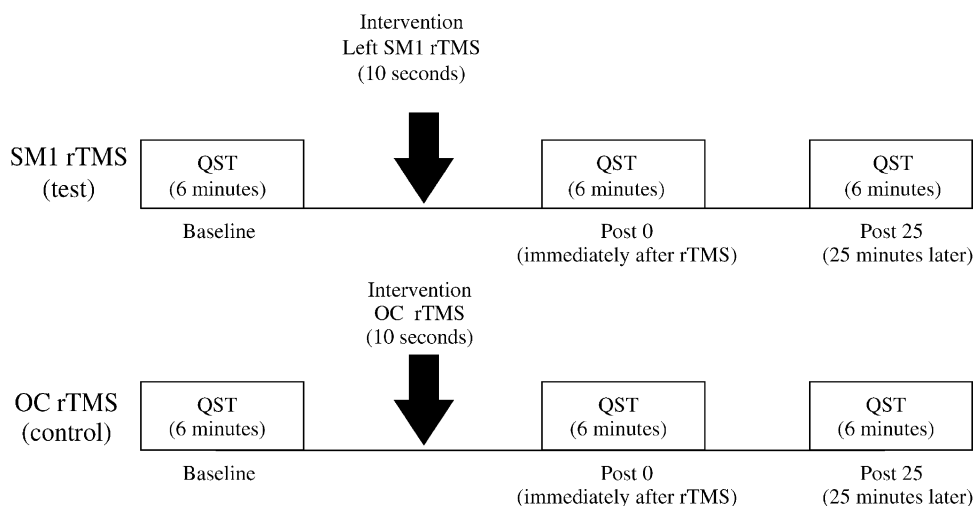 Intervention
Left SM1 rTMS
(10 seconds)
SM1 rTMS
(test)
QST
(6 minutes)
QST
(6 minutes)
QST
(6 minutes)
Baseline
Post 0
(immediately after rTMS)
Post 25
(25 minutes later)
Intervention
OC rTMS
(10 seconds)
OC rTMS
(control)
QST
(6 minutes)
QST
(6 minutes)
QST
(6 minutes)
Baseline
Post 0
(immediately after rTMS)
Post 25
(25 minutes later)